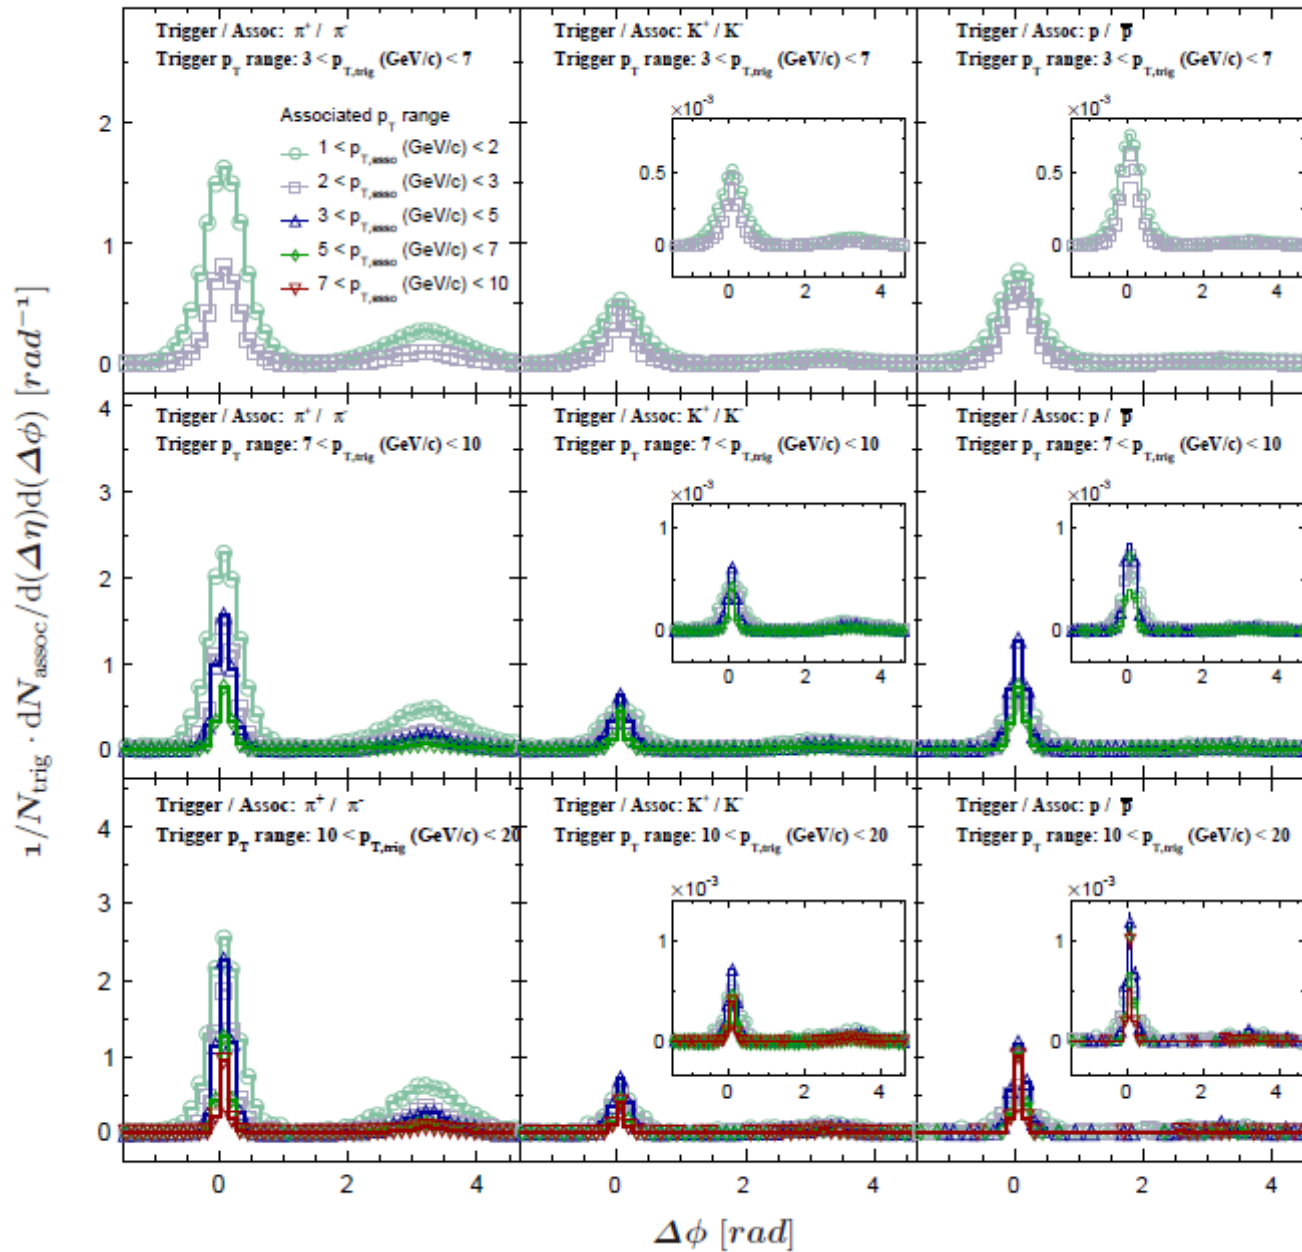 Trigger / Assoc: π⁺ / π⁻
Trigger p_T range: 3 < p_T,trig (GeV/c) < 7
Associated p_T range
1 < p_T,asso (GeV/c) < 2
2 < p_T,asso (GeV/c) < 3
3 < p_T,asso (GeV/c) < 5
5 < p_T,asso (GeV/c) < 7
7 < p_T,asso (GeV/c) < 10
2
1
0
Trigger / Assoc: K⁺ / K⁻
Trigger p_T range: 3 < p_T,trig (GeV/c) < 7
×10⁻³
0.5
0
0 2 4
Trigger / Assoc: p / p̅
Trigger p_T range: 3 < p_T,trig (GeV/c) < 7
×10⁻³
0.5
0
0 2 4
Trigger / Assoc: π⁺ / π⁻
Trigger p_T range: 7 < p_T,trig (GeV/c) < 10
4
3
2
1
0
Trigger / Assoc: K⁺ / K⁻
Trigger p_T range: 7 < p_T,trig (GeV/c) < 10
×10⁻³
1
0
0 2 4
Trigger / Assoc: p / p̅
Trigger p_T range: 7 < p_T,trig (GeV/c) < 10
×10⁻³
1
0
0 2 4
Trigger / Assoc: π⁺ / π⁻
Trigger p_T range: 10 < p_T,trig (GeV/c) < 20
4
3
2
1
0
Trigger / Assoc: K⁺ / K⁻
Trigger p_T range: 10 < p_T,trig (GeV/c) < 20
×10⁻³
1
0
0 2 4
Trigger / Assoc: p / p̅
Trigger p_T range: 10 < p_T,trig (GeV/c) < 20
×10⁻³
1
0
0 2 4
0 2 4 0 2 4 0 2 4
1/N_trig · dN_assoc/d(Δη)d(Δϕ) [rad⁻¹]
Δϕ [rad]